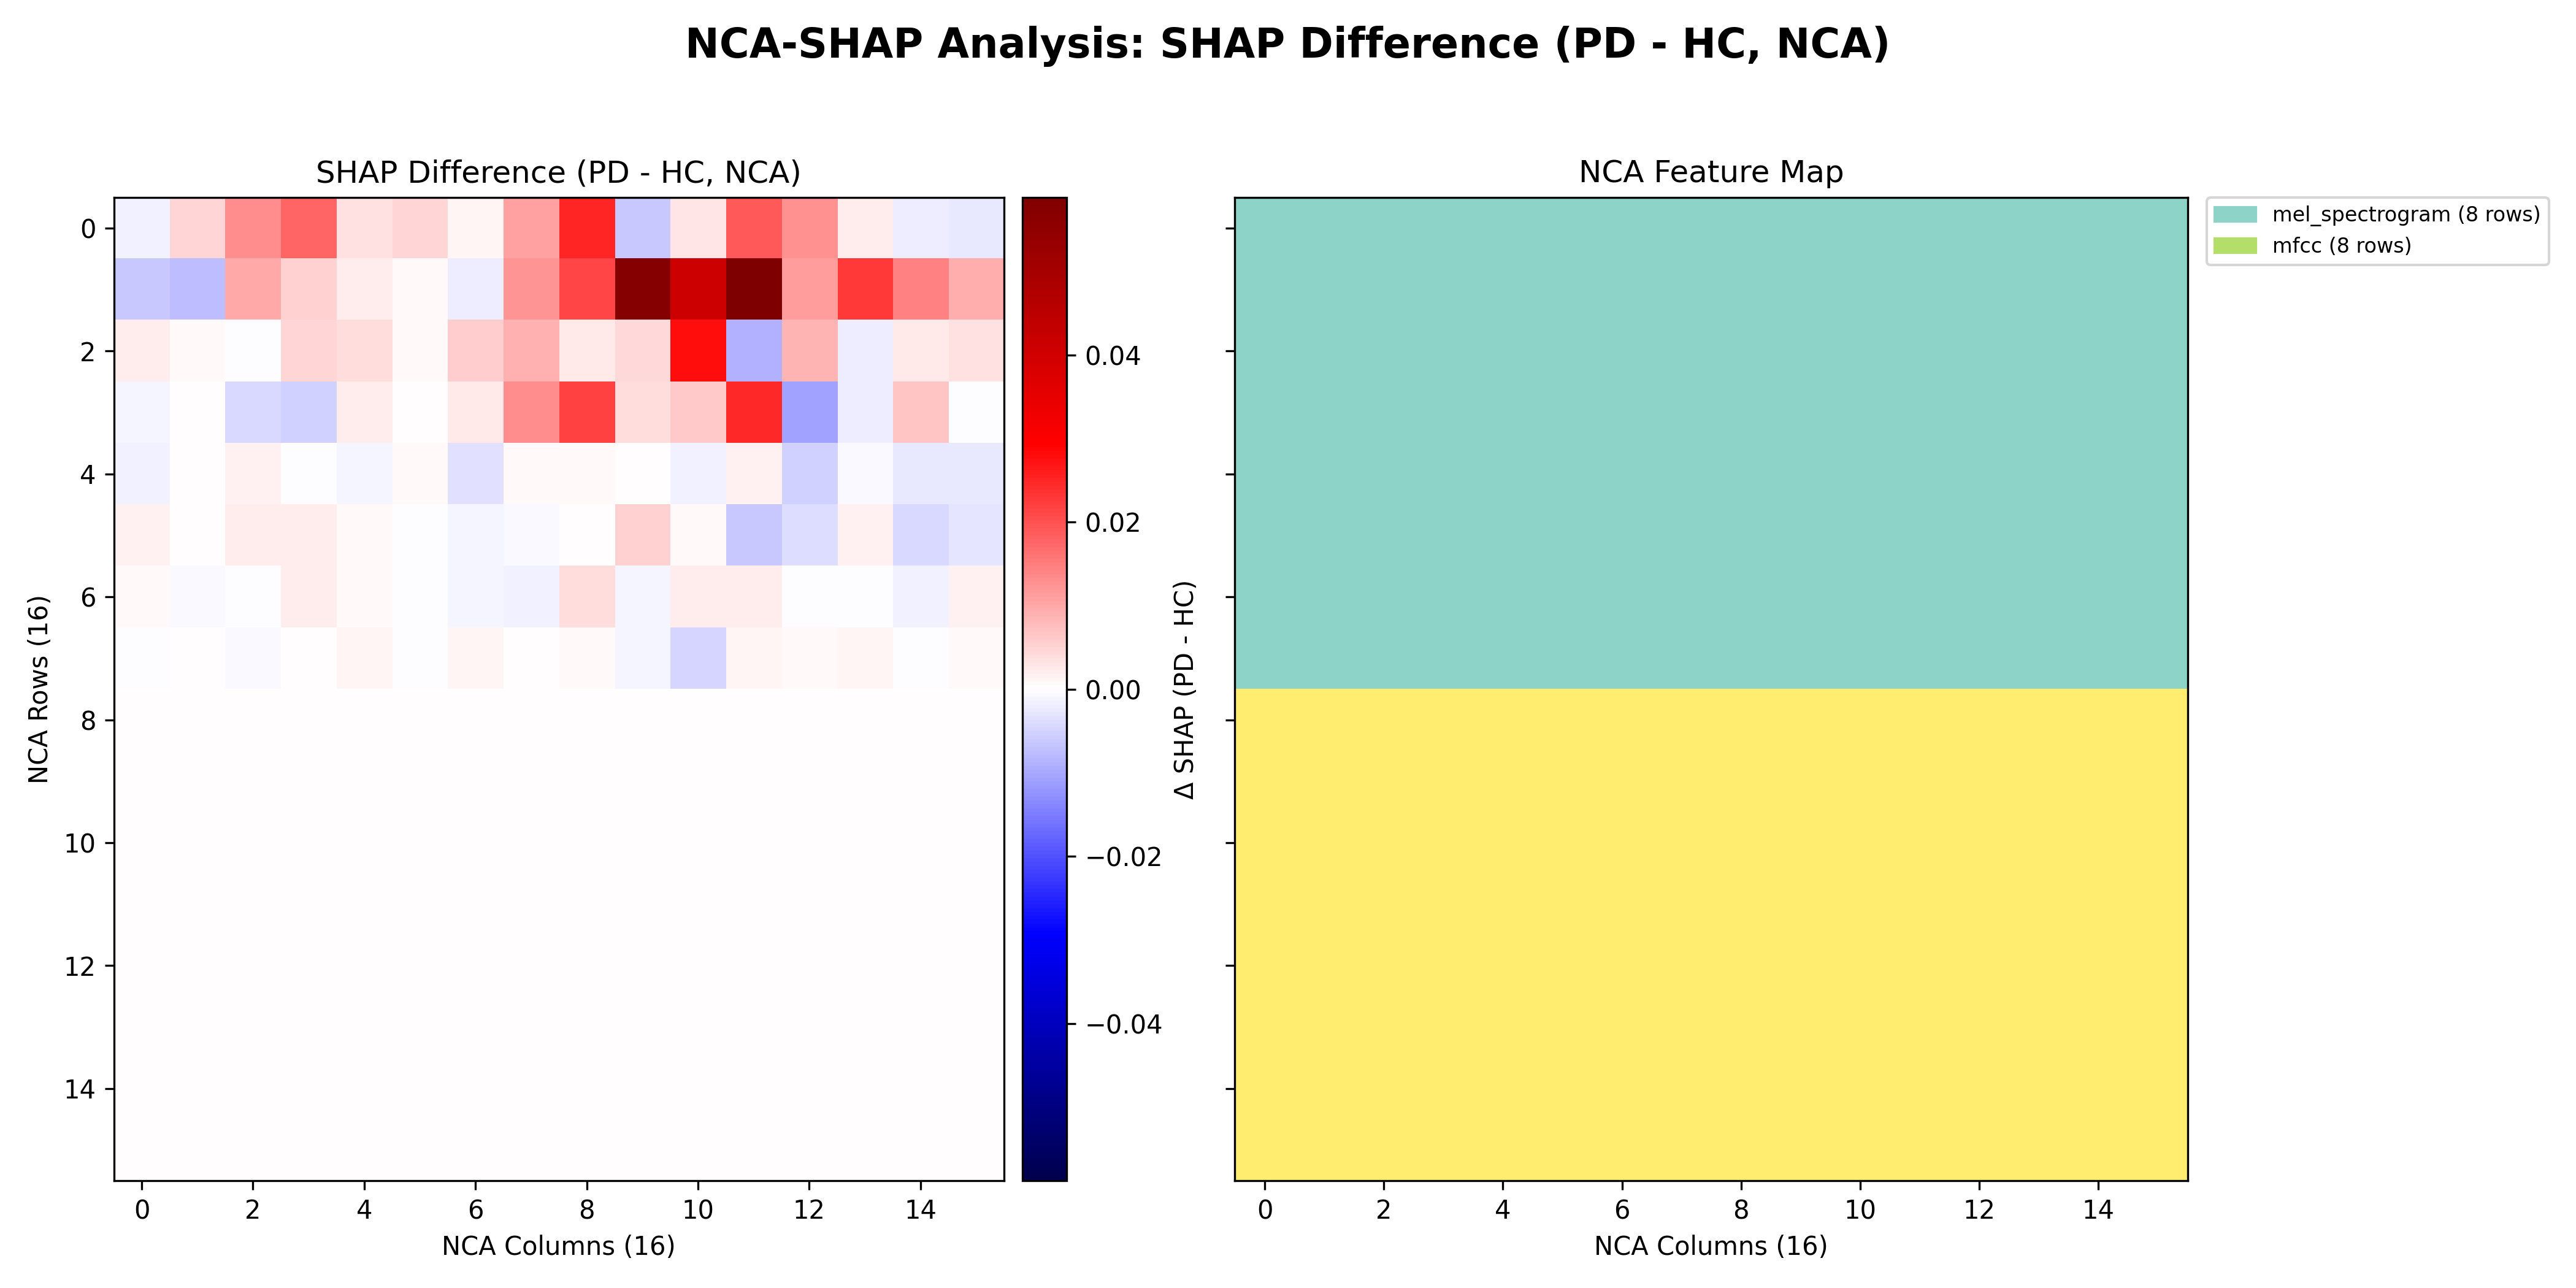 NCA-SHAP Analysis: SHAP Difference (PD - HC, NCA)
SHAP Difference (PD - HC, NCA)
NCA Rows (16)
0
2
4
6
8
10
12
14
0 2 4 6 8 10 12 14
NCA Columns (16)
0.04
0.02
0.00
−0.02
−0.04
Δ SHAP (PD - HC)
NCA Feature Map
0 2 4 6 8 10 12 14
NCA Columns (16)
mel_spectrogram (8 rows)
mfcc (8 rows)